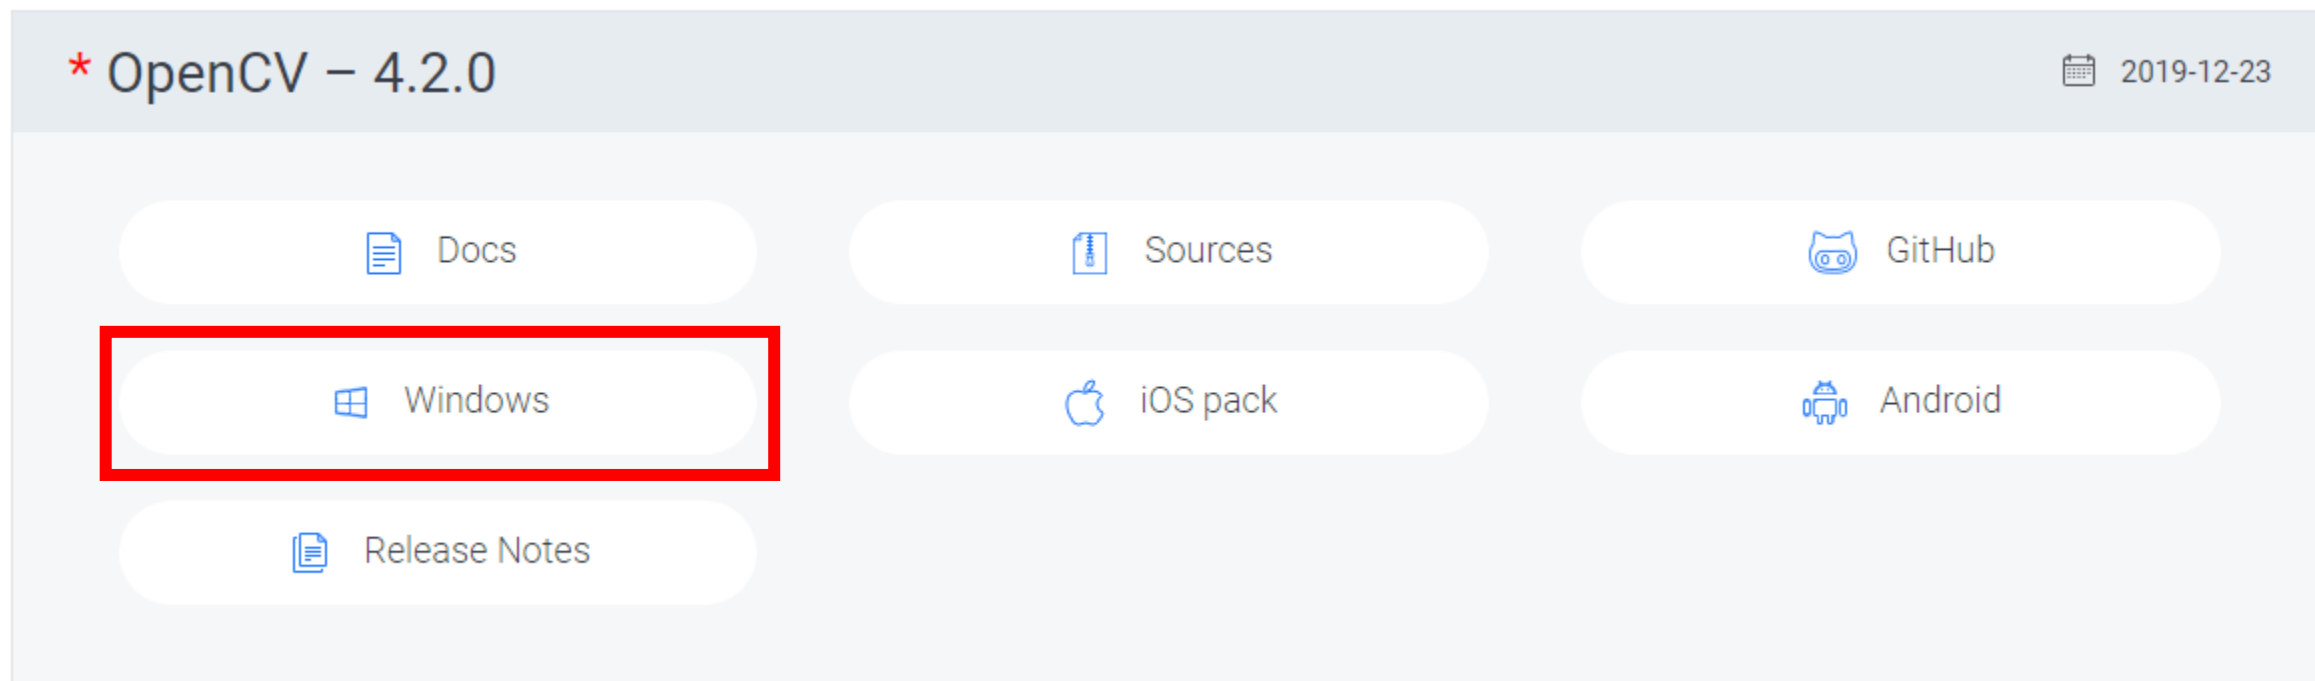 * OpenCV – 4.2.0
2019-12-23
Docs
Sources
GitHub
Windows
iOS pack
Android
Release Notes